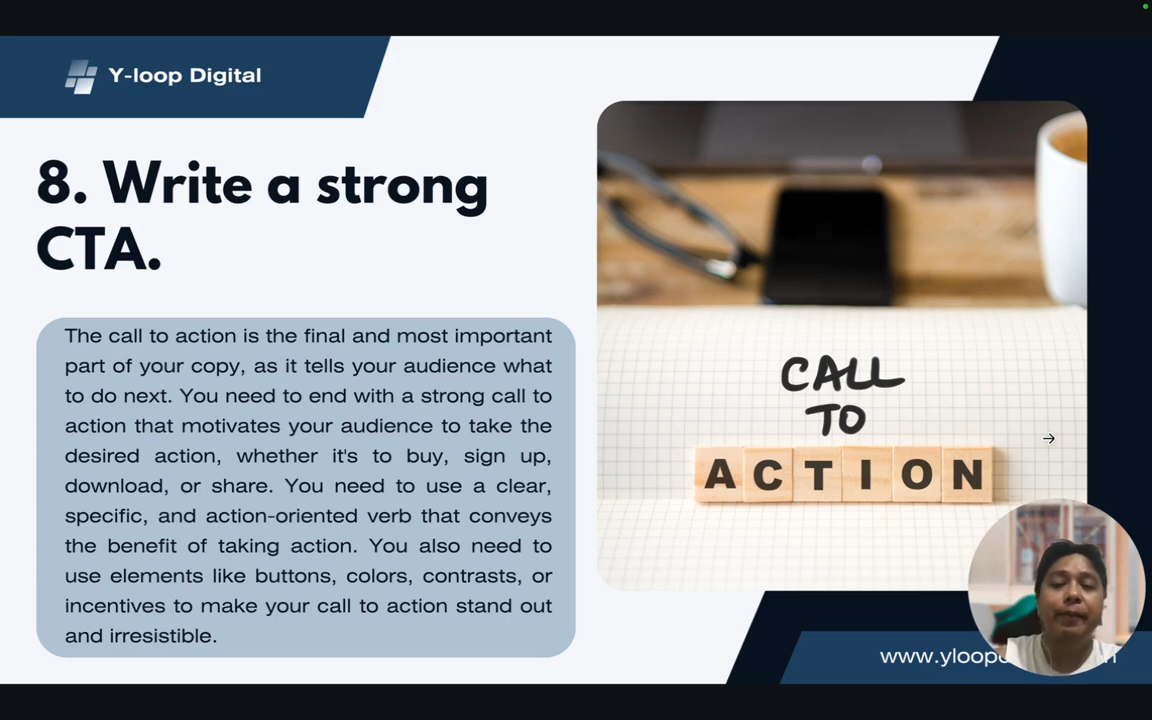 Y-loop Digital
8. Write a strong
CTA.
The call to action is the final and most important
part of your copy, as it tells your audience what
to do next. You need to end with a strong call to
action that motivates your audience to take the
desired action, whether it's to buy, sign up,
download, or share. You need to use a clear,
specific, and action-oriented verb that conveys
the benefit of taking action. You also need to
use elements like buttons, colors, contrasts, or
incentives to make your call to action stand out
and irresistible.
CALL
TO
ACTION